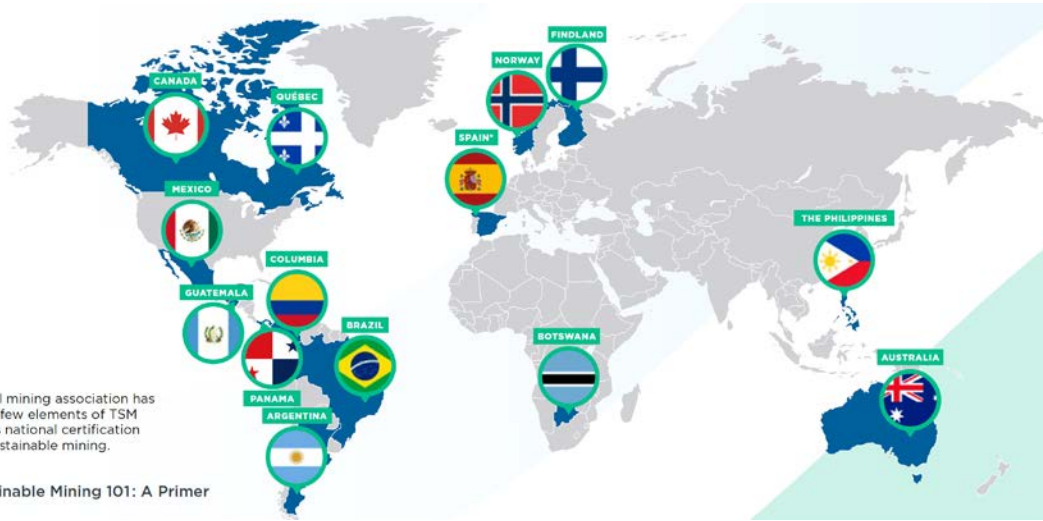 FINDLAND
NORWAY
CANADA
QUÉBEC
SPAIN*
MEXICO
THE PHILIPPINES
COLUMBIA
GUATEMALA
BRAZIL
BOTSWANA
AUSTRALIA
PANAMA
ARGENTINA
mining association has
few elements of TSM
national certification
stainable mining.
inable Mining 101: A Primer